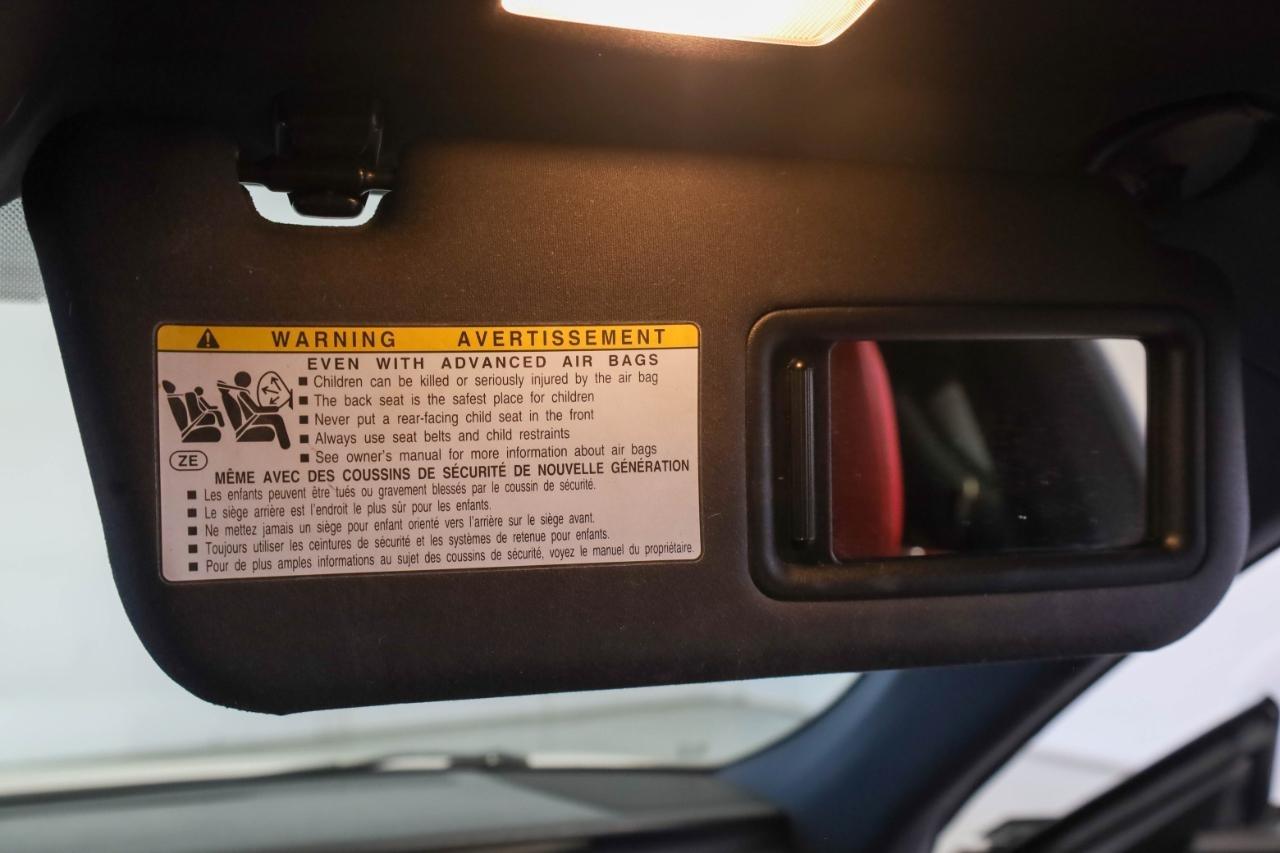 WARNING AVERTISSEMENT
EVEN WITH ADVANCED AIR BAGS
■ Children can be killed or seriously injured by the air bag
■ The back seat is the safest place for children
■ Never put a rear-facing child seat in the front
■ Always use seat belts and child restraints
■ See owner's manual for more information about air bags
ZE
MÊME AVEC DES COUSSINS DE SÉCURITÉ DE NOUVELLE GÉNÉRATION
■ Les enfants peuvent être tués ou gravement blessés par le coussin de sécurité.
■ Le siège arrière est l'endroit le plus sûr pour les enfants.
■ Ne mettez jamais un siège pour enfant orienté vers l'arrière sur le siège avant.
■ Toujours utiliser les ceintures de sécurité et les systèmes de retenue pour enfants.
■ Pour de plus amples informations au sujet des coussins de sécurité, voyez le manuel du propriétaire.